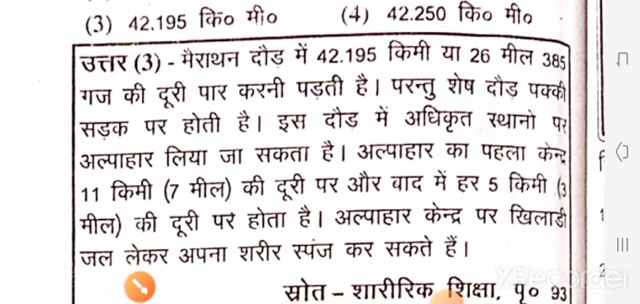 (3) 42.195 कि० मी० (4) 42.250 कि० मी०
उत्तर (3) - मैराथन दौड़ में 42.195 किमी या 26 मील 385
गज की दूरी पार करनी पड़ती है। परन्तु शेष दौड़ पक्की
सड़क पर होती है। इस दौड़ में अधिकृत स्थानो पर
अल्पाहार लिया जा सकता है। अल्पाहार का पहला केन्द्र
11 किमी (7 मील) की दूरी पर और बाद में हर 5 किमी (3
मील) की दूरी पर होता है। अल्पाहार केन्द्र पर खिलाडी
जल लेकर अपना शरीर स्पंज कर सकते हैं।
स्रोत – शारीरिक शिक्षा, पृ० 93
XRecorder